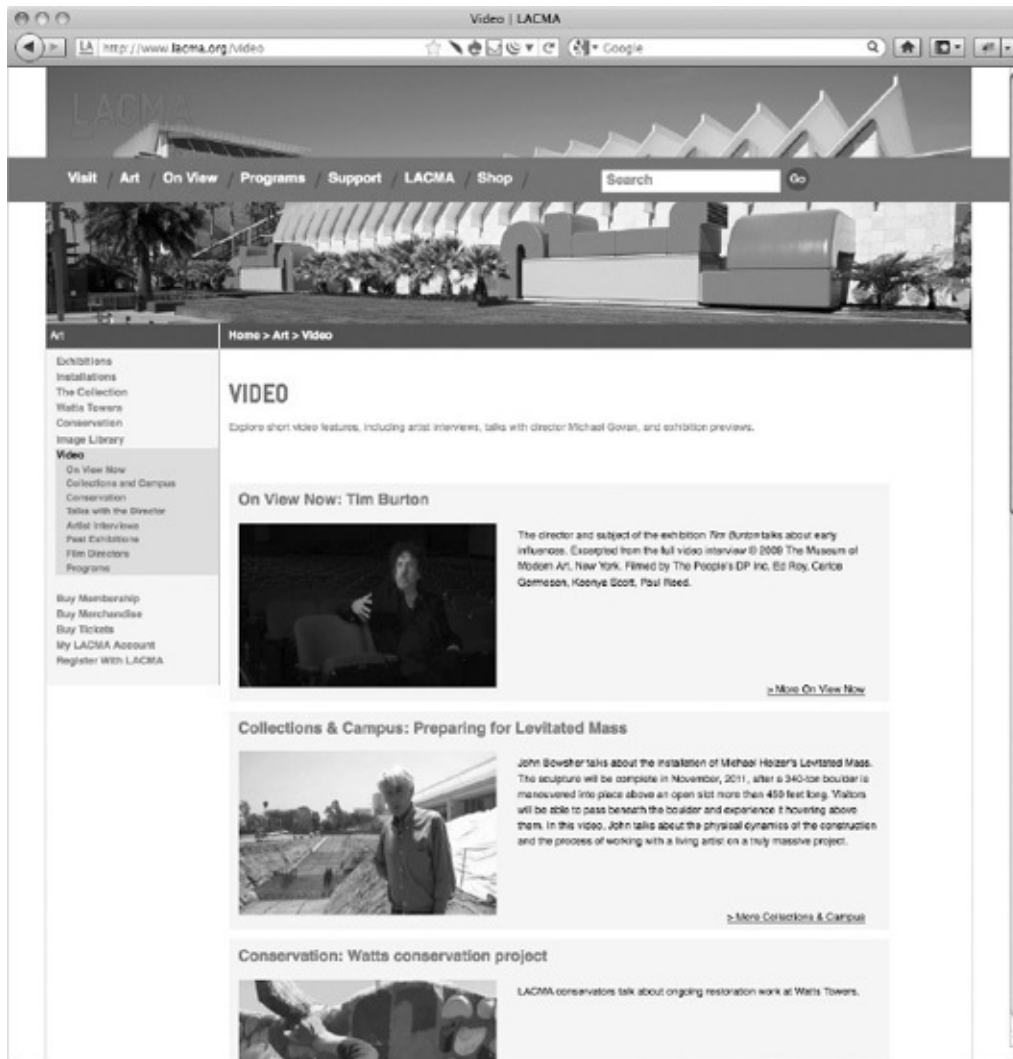 Video | LACMA
LA http://www.lacma.org/video
Google
LACMA
Visit / Art / On View / Programs / Support / LACMA / Shop /
Search
Go
Art
Home > Art > Video
Exhibitions
Installations
The Collection
Watts Towers
Conservation
Image Library
Video
On View Now
Collections and Campus
Conservation
Talks with the Director
Artist Interviews
Past Exhibitions
Film Directors
Programs
Buy Membership
Buy Merchandise
Buy Tickets
My LACMA Account
Register With LACMA
VIDEO
Explore short video features, including artist interviews, talks with director Michael Govan, and exhibition previews.
On View Now: Tim Burton
The director and subject of the exhibition Tim Burton talks about early
influences. Excerpted from the full video interview © 2009 The Museum of
Modern Art, New York. Filmed by The People's DP Inc. Ed Roy, Carlos
Scott, Paul Reed.
> More On View Now
Collections & Campus: Preparing for Levitated Mass
John Bowsher talks about the installation of Michael Heizer's Levitated Mass.
The sculpture will be complete in November, 2011, after a 340-ton boulder is
maneuvered into place above an open slot more than 450 feet long. Visitors
will be able to pass beneath the boulder and experience it hovering above
them. In this video, John talks about the physical dynamics of the construction
and the process of working with a living artist on a truly massive project.
> More Collections & Campus
Conservation: Watts conservation project
LACMA conservators talk about ongoing restoration work at Watts Towers.